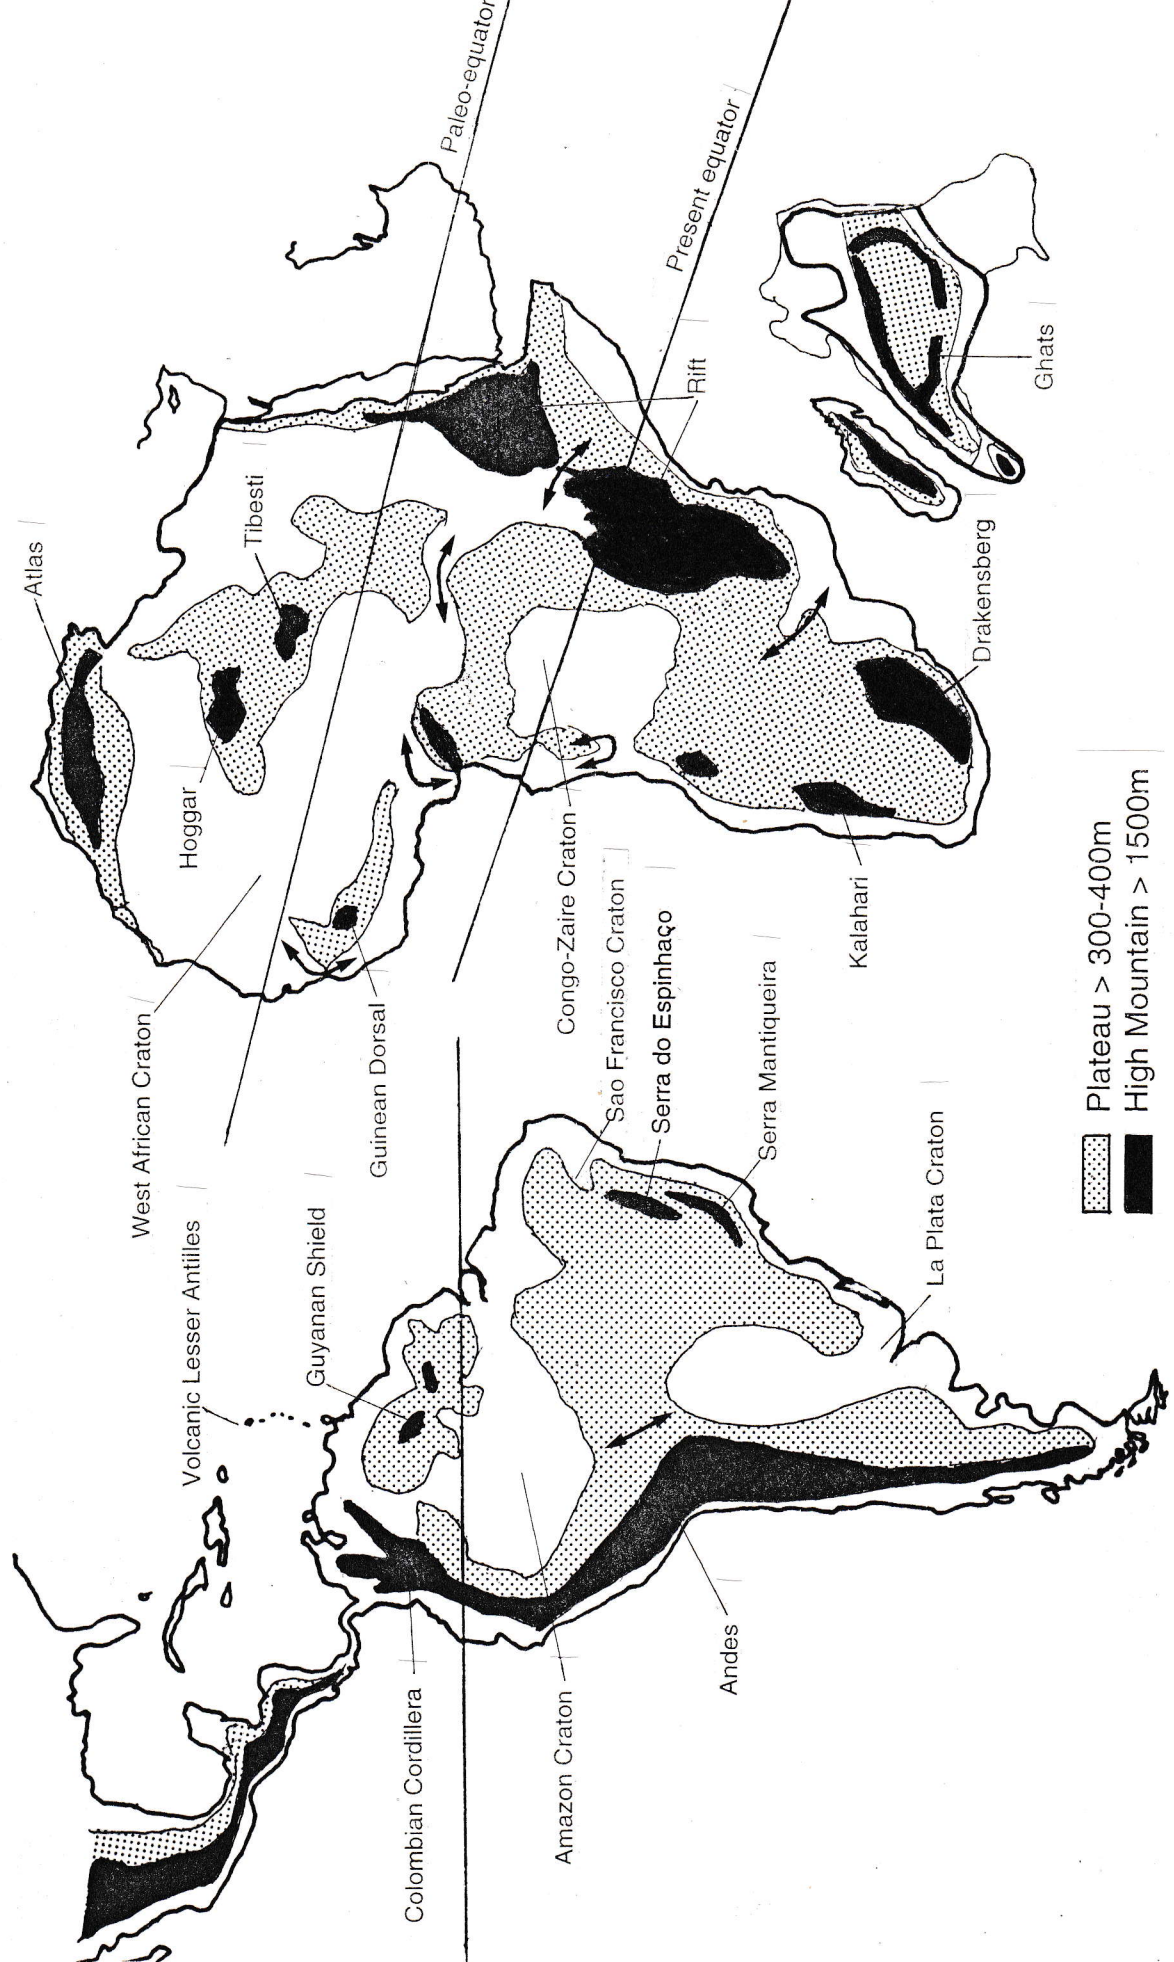 Volcanic Lesser Antilles
Guyanan Shield
Colombian Cordillera
Amazon Craton
Andes
La Plata Craton
Serra Mantiqueira
Serra do Espinhaço
Sao Francisco Craton
West African Craton
Guinean Dorsal
Hoggar
Atlas
Tibesti
Congo-Zaire Craton
Kalahari
Drakensberg
Rift
Ghats
Paleo-equator
Present equator
Plateau > 300-400m
High Mountain > 1500m